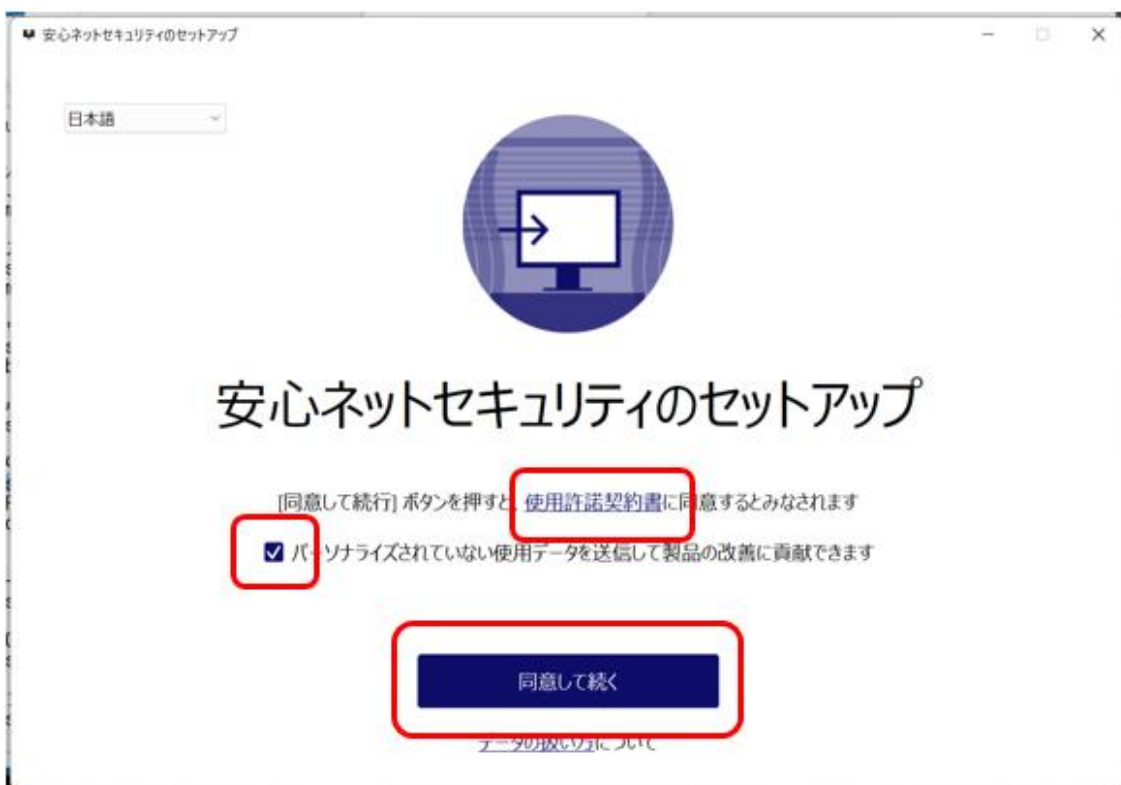 安心ネットセキュリティのセットアップ
日本語
安心ネットセキュリティのセットアップ
[同意して続行] ボタンを押すと、使用許諾契約書に同意するとみなされます
パーソナライズされていない使用データを送信して製品の改善に貢献できます
同意して続く
データの扱い方について